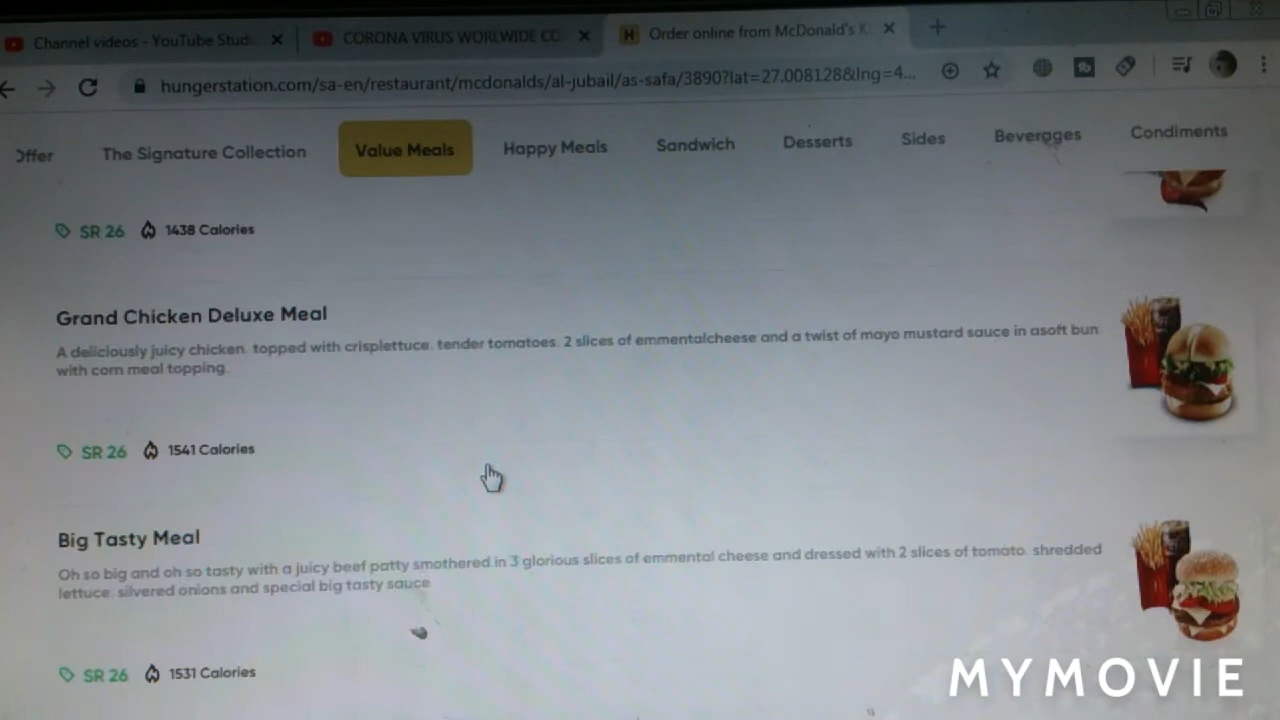 Channel videos - YouTube Studi
CORONA VIRUS WORLWIDE CO
Order online from McDonald's K
hungerstation.com/sa-en/restaurant/mcdonalds/al-jubail/as-safa/3890?lat=27.008128&lng=4...
Offer
The Signature Collection
Value Meals
Happy Meals
Sandwich
Desserts
Sides
Beverages
Condiments
SR 26 1438 Calories
Grand Chicken Deluxe Meal
A deliciously juicy chicken. topped with crisplettuce. tender tomatoes. 2 slices of emmentalcheese and a twist of mayo mustard sauce in asoft bun
with corn meal topping.
SR 26 1541 Calories
Big Tasty Meal
Oh so big and oh so tasty with a juicy beef patty smothered in 3 glorious slices of emmental cheese and dressed with 2 slices of tomato. shredded
lettuce. silvered onions and special big tasty sauce
SR 26 1531 Calories
MYMOVIE